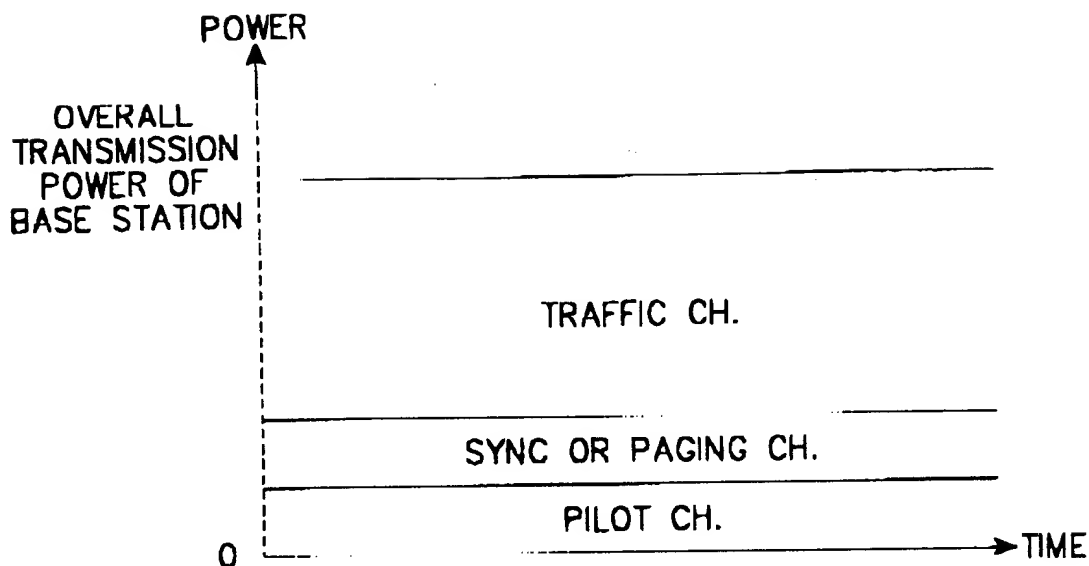 POWER
OVERALL
TRANSMISSION
POWER OF
BASE STATION
TRAFFIC CH.
SYNC OR PAGING CH.
PILOT CH.
0
TIME